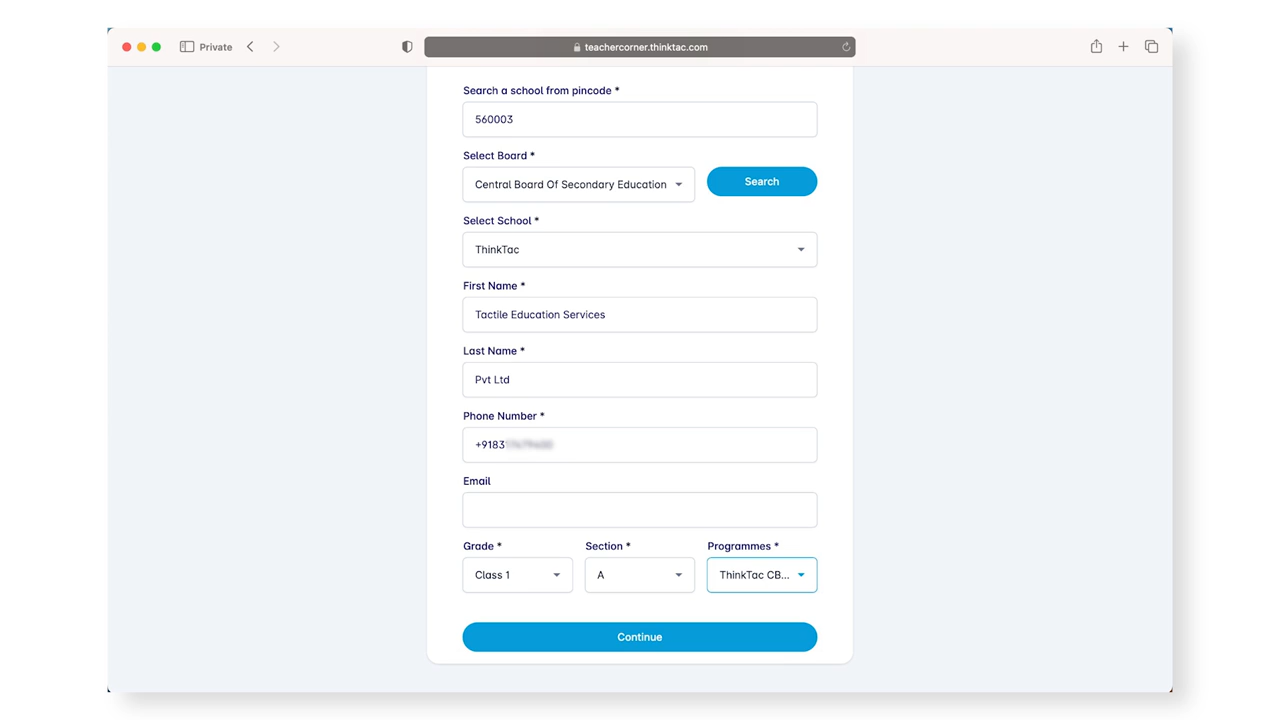 Private
teachercorner.thinktac.com
Search a school from pincode *
560003
Select Board *
Central Board Of Secondary Education
Search
Select School *
ThinkTac
First Name *
Tactile Education Services
Last Name *
Pvt Ltd
Phone Number *
+9183
Email
Grade * Section * Programmes *
Class 1 A ThinkTac CB...
Continue